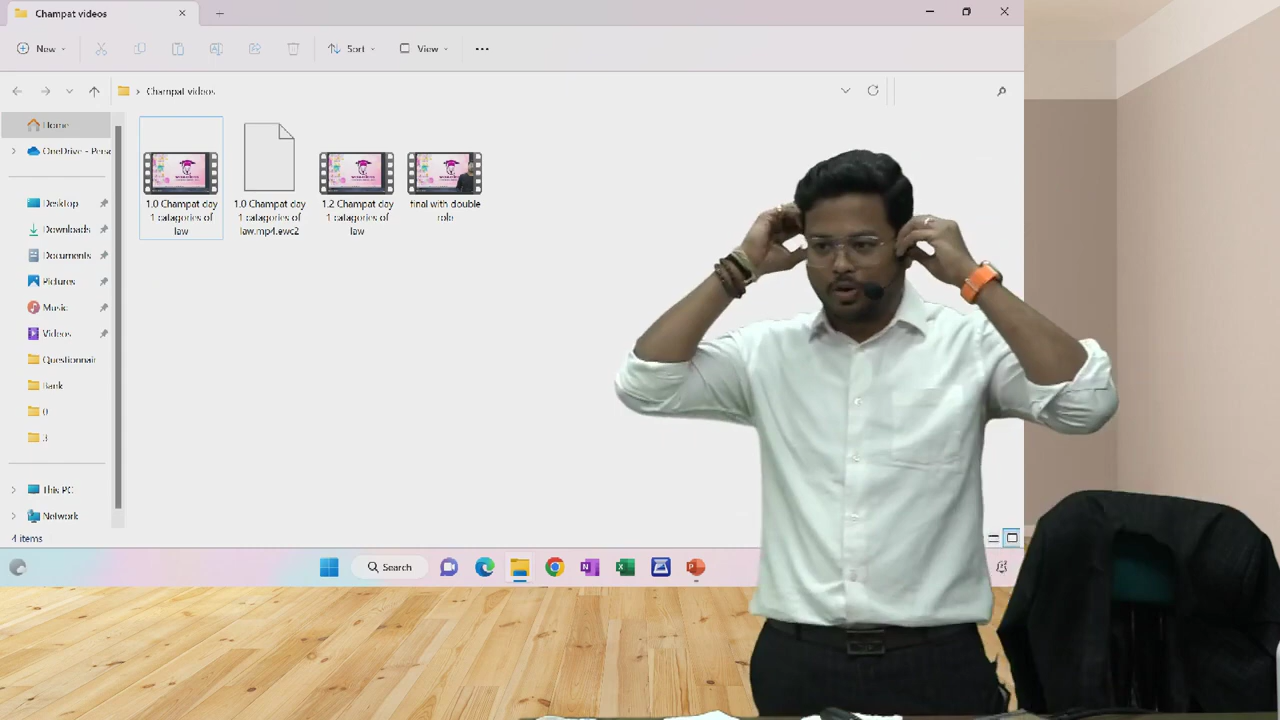 Champat videos
New
Sort
View
Champat videos
Home
OneDrive - Pers
Desktop
Downloads
Documents
Pictures
Music
Videos
Questionnair
Bank
0
3
This PC
Network
1.0 Champat day
1 catagories of
law
1.0 Champat day
1 catagories of
law.mp4.ewc2
1.2 Champat day
1 catagories of
law
final with double
role
4 items
Search